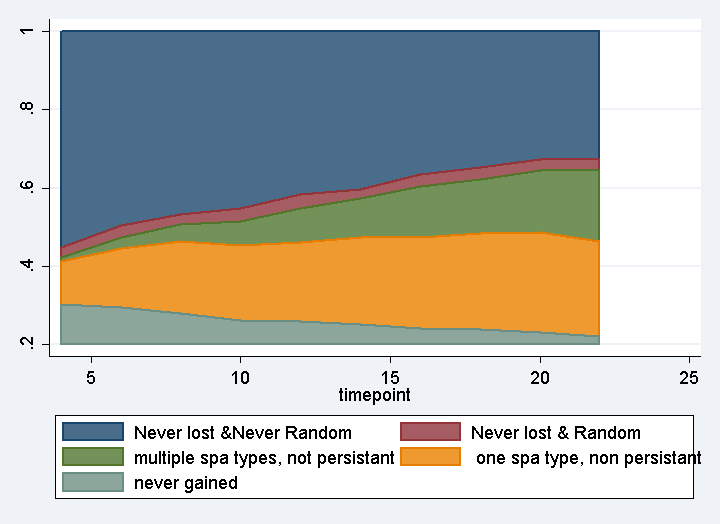 1
.8
.6
.4
.2
5 10 15 20 25
timepoint
Never lost &Never Random Never lost & Random
multiple spa types, not persistant one spa type, non persistant
never gained